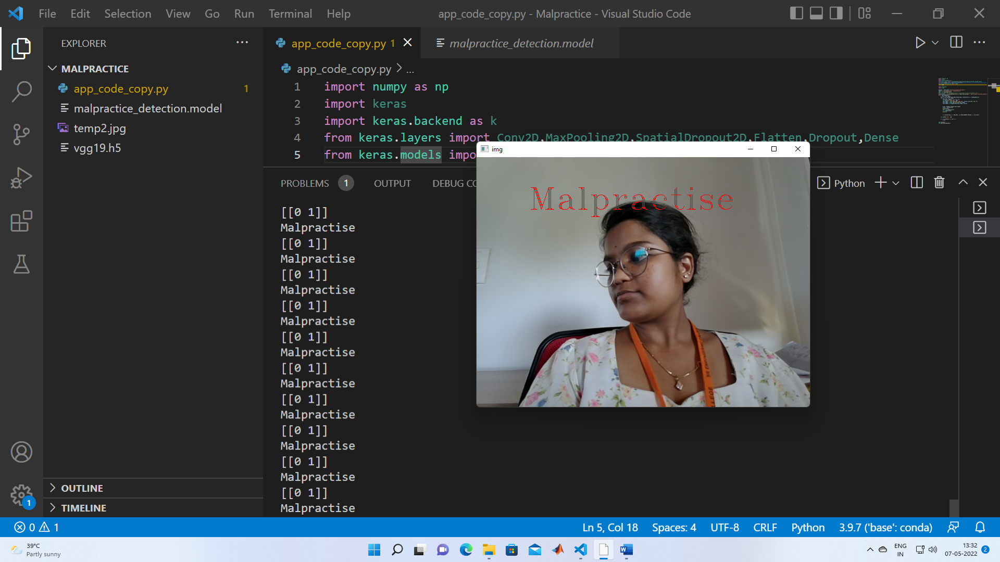 File Edit Selection View Go Run Terminal Help
app_code_copy.py - Malpractice - Visual Studio Code
EXPLORER
MALPRACTICE
app_code_copy.py 1
malpractice_detection.model
temp2.jpg
vgg19.h5
OUTLINE
TIMELINE
1
app_code_copy.py 1
malpractice_detection.model
app_code_copy.py > ...
1 import numpy as np
2 import keras
3 import keras.backend as k
4 from keras.layers import Conv2D,MaxPooling2D,SpatialDropout2D,Flatten,Dropout,Dense
5 from keras.models impo
PROBLEMS 1 OUTPUT DEBUG CO
Python
[[0 1]]
Malpractise
[[0 1]]
Malpractise
[[0 1]]
Malpractise
[[0 1]]
Malpractise
[[0 1]]
Malpractise
[[0 1]]
Malpractise
[[0 1]]
Malpractise
[[0 1]]
Malpractise
[[0 1]]
Malpractise
[[0 1]]
Malpractise
img
Malpractise
0 1
Ln 5, Col 18 Spaces: 4 UTF-8 CRLF Python 3.9.7 ('base': conda)
39°C
Partly sunny
ENG
IN
13:32
07-05-2022
2